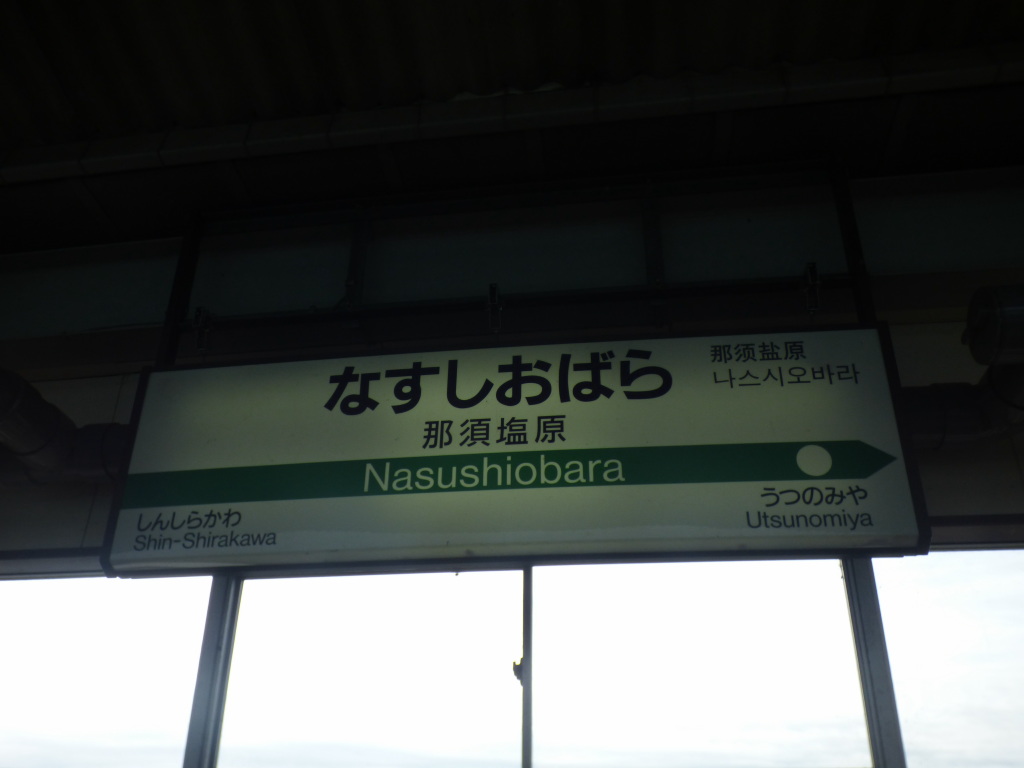 なすしおばら
那須塩原
那须盐原
나스시오바라
Nasushiobara
しんしらかわ
Shin-Shirakawa
うつのみや
Utsunomiya